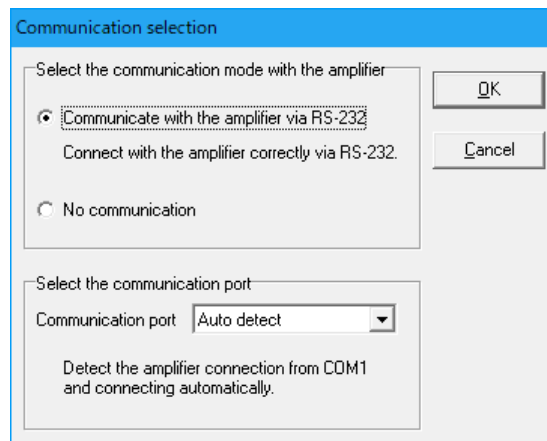 Communication selection
Select the communication mode with the amplifier
OK
Communicate with the amplifier via RS-232
Connect with the amplifier correctly via RS-232.
Cancel
No communication
Select the communication port
Communication port Auto detect
Detect the amplifier connection from COM1
and connecting automatically.